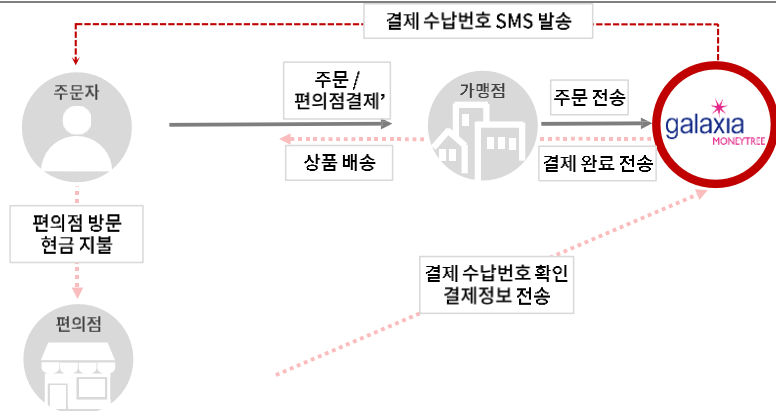 결제 수납번호 SMS 발송
주문자
주문 /
편의점결제’
가맹점
주문 전송
galaxia
MONEYTREE
상품 배송
결제 완료 전송
편의점 방문
현금 지불
결제 수납번호 확인
결제정보 전송
편의점